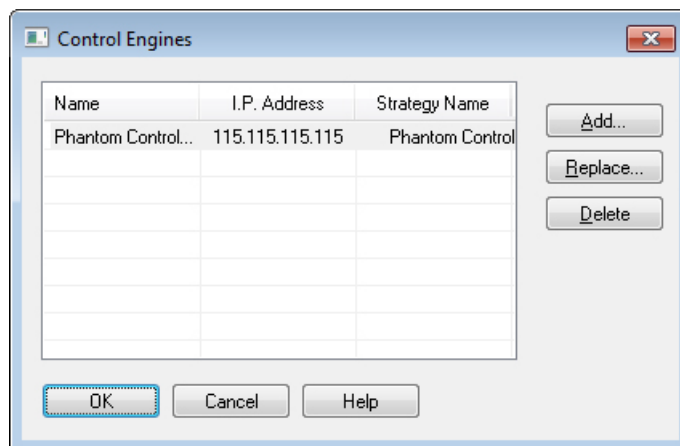 Control Engines
Name I.P. Address Strategy Name
Phantom Control... 115.115.115.115 Phantom Control
Add...
Replace...
Delete
OK Cancel Help